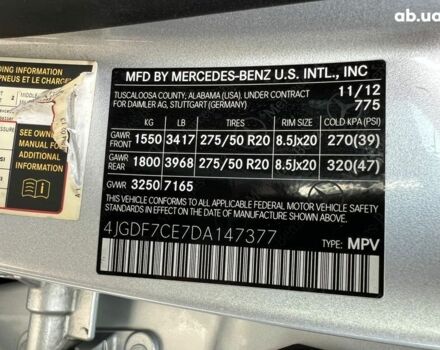 ab.ua
DING INFORMATION
SEE OWNER
MANUAL FOR
ADDITIONAL
INFORMATION
MFD BY MERCEDES-BENZ U.S. INTL., INC
TUSCALOOSA COUNTY, ALABAMA (USA). UNDER CONTRACT 11/12
FOR DAIMLER AG, STUTTGART (GERMANY) 775
KG LB TIRES RIM SIZE COLD KPA (PSI)
GAWR FRONT 1550 3417 275/50 R20 8.5Jx20 270(39)
GAWR REAR 1800 3968 275/50 R20 8.5Jx20 320(47)
GVWR 3250 7165
THIS VEHICLE CONFORMS TO ALL APPLICABLE FEDERAL MOTOR VEHICLE SAFETY
STANDARDS IN EFFECT ON THE DATE OF MANUFACTURE SHOWN ABOVE.
4JGDF7CE7DA147377 TYPE: MPV